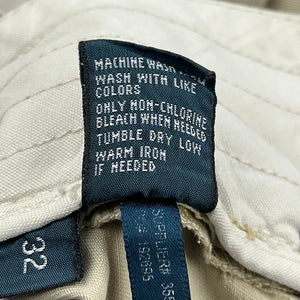 MACHINE WASH
WASH WITH LIKE
COLORS
ONLY NON-CHLORINE
BLEACH WHEN NEEDED
TUMBLE DRY LOW
WARM IRON
IF NEEDED
32
SUPPLIER#